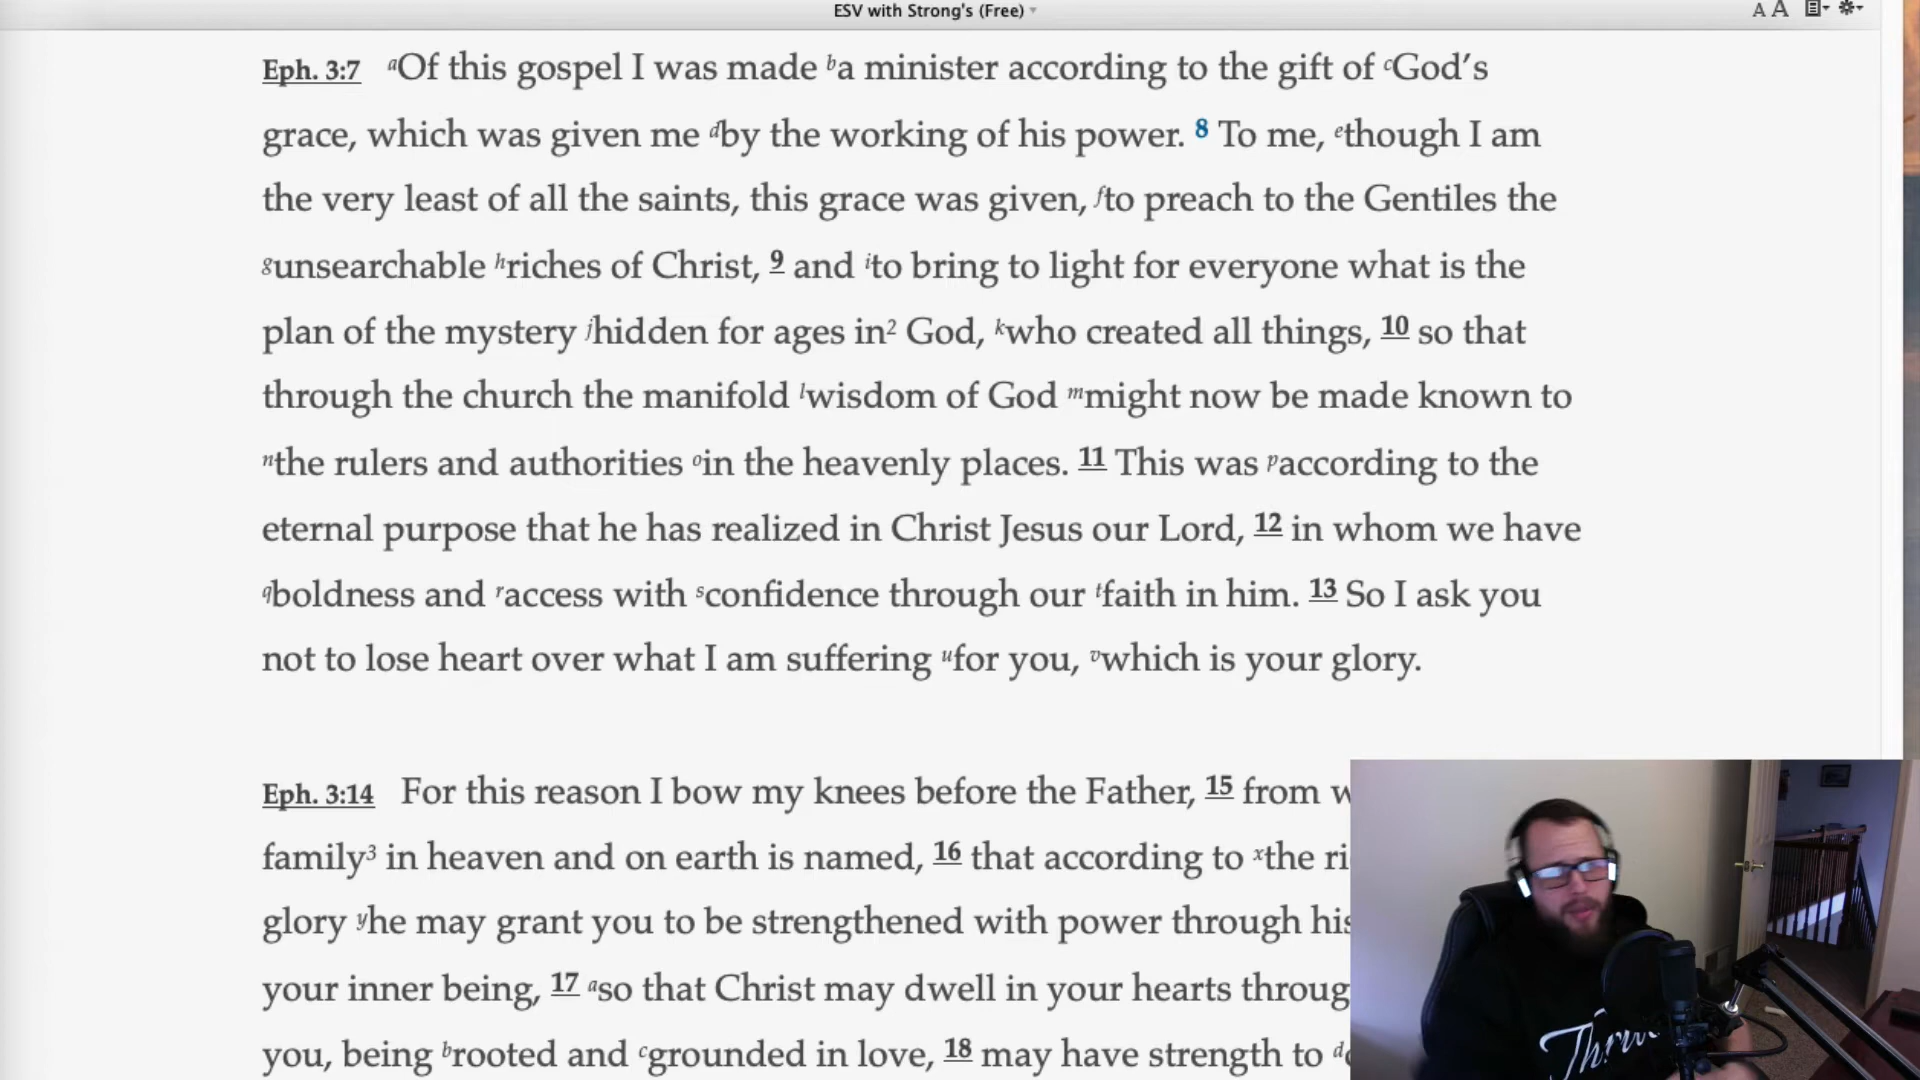 ESV with Strong's (Free)
A A
Eph. 3:7 aOf this gospel I was made ba minister according to the gift of cGod's
grace, which was given me dby the working of his power. 8 To me, ethough I am
the very least of all the saints, this grace was given, fto preach to the Gentiles the
gunsearchable hriches of Christ, 9 and ito bring to light for everyone what is the
plan of the mystery jhidden for ages in2 God, kwho created all things, 10 so that
through the church the manifold lwisdom of God mmight now be made known to
nthe rulers and authorities oin the heavenly places. 11 This was paccording to the
eternal purpose that he has realized in Christ Jesus our Lord, 12 in whom we have
qboldness and raccess with sconfidence through our tfaith in him. 13 So I ask you
not to lose heart over what I am suffering ufor you, vwhich is your glory.
Eph. 3:14 For this reason I bow my knees before the Father, 15 from
family3 in heaven and on earth is named, 16 that according to xthe
glory yhe may grant you to be strengthened with power through his
your inner being, 17 aso that Christ may dwell in your hearts
you, being brooted and cgrounded in love, 18 may have strength to